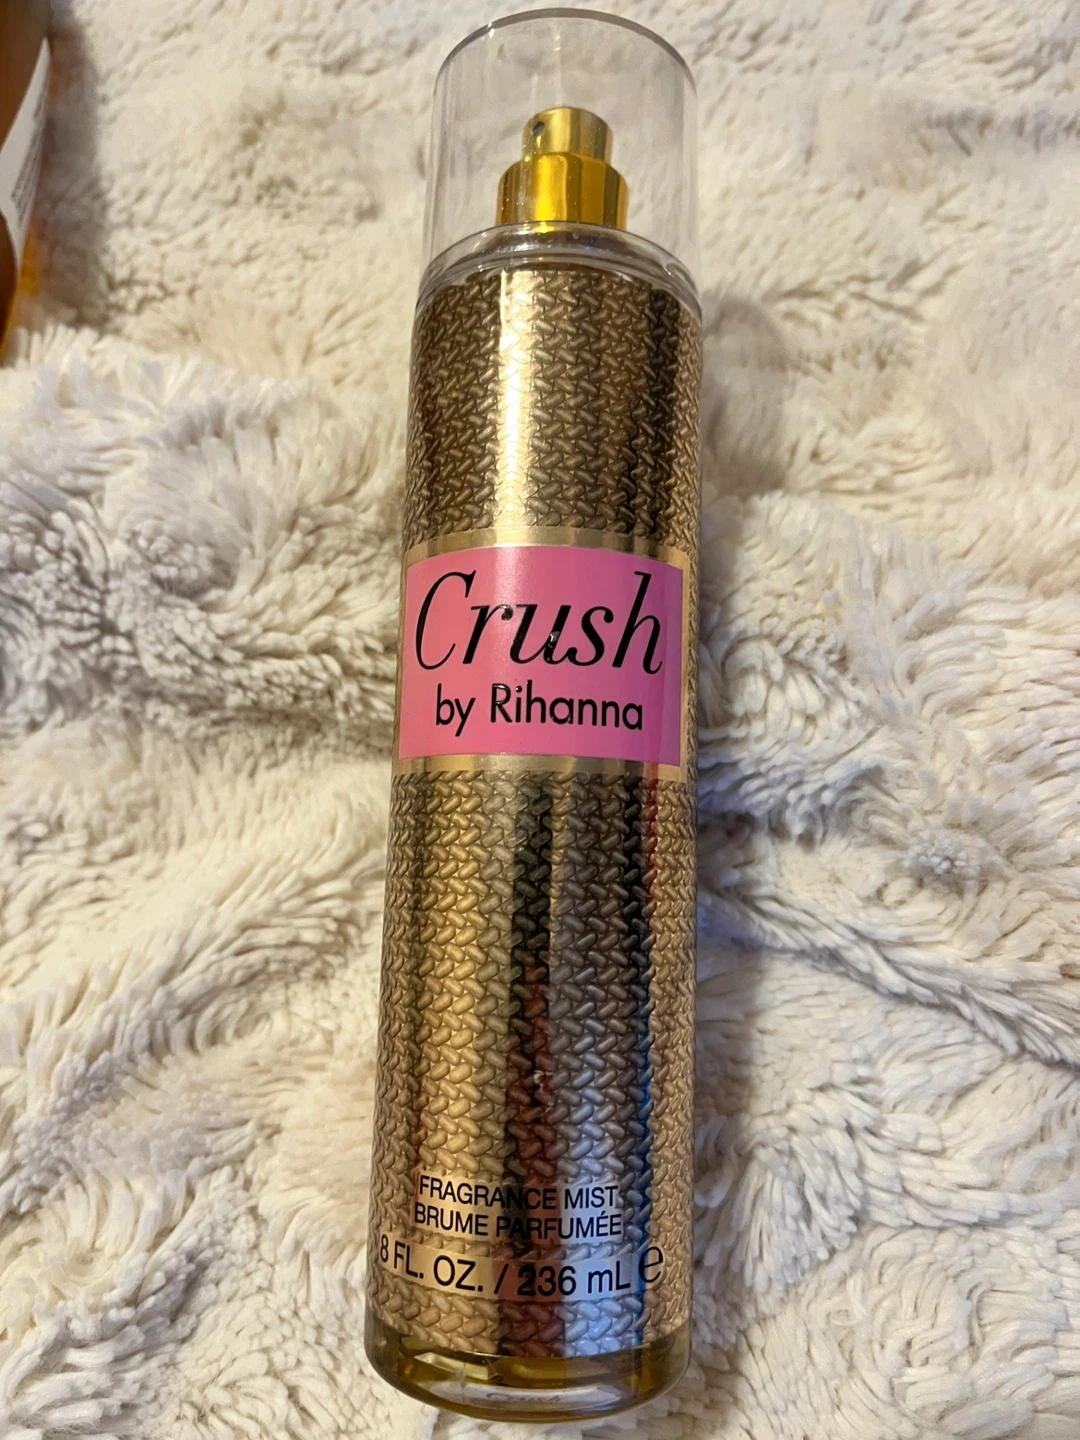 Crush
by Rihanna
FRAGRANCE MIST
BRUME PARFUMÉE
8 FL. OZ. / 236 mL ℮